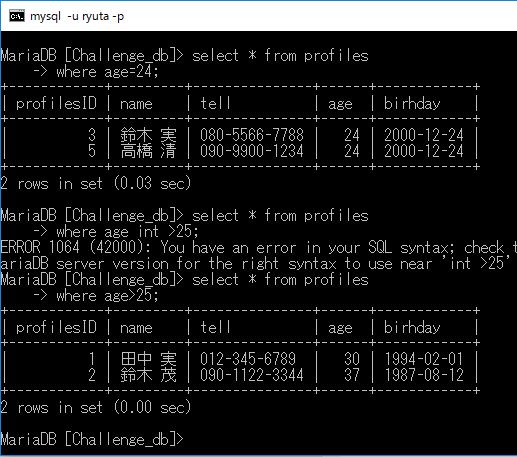 mysql -u ryuta -p
MariaDB [Challenge_db]> select * from profiles
-> where age=24;
| profilesID | name | tell | age | birhday |
| 3 | 鈴木 実 | 080-5566-7788 | 24 | 2000-12-24 |
| 5 | 高橋 清 | 090-9900-1234 | 24 | 2000-12-24 |
2 rows in set (0.03 sec)
MariaDB [Challenge_db]> select * from profiles
-> where age int >25;
ERROR 1064 (42000): You have an error in your SQL syntax; check t
ariaDB server version for the right syntax to use near 'int >25'
MariaDB [Challenge_db]> select * from profiles
-> where age>25;
| profilesID | name | tell | age | birhday |
| 1 | 田中 実 | 012-345-6789 | 30 | 1994-02-01 |
| 2 | 鈴木 茂 | 090-1122-3344 | 37 | 1987-08-12 |
2 rows in set (0.00 sec)
MariaDB [Challenge_db]>